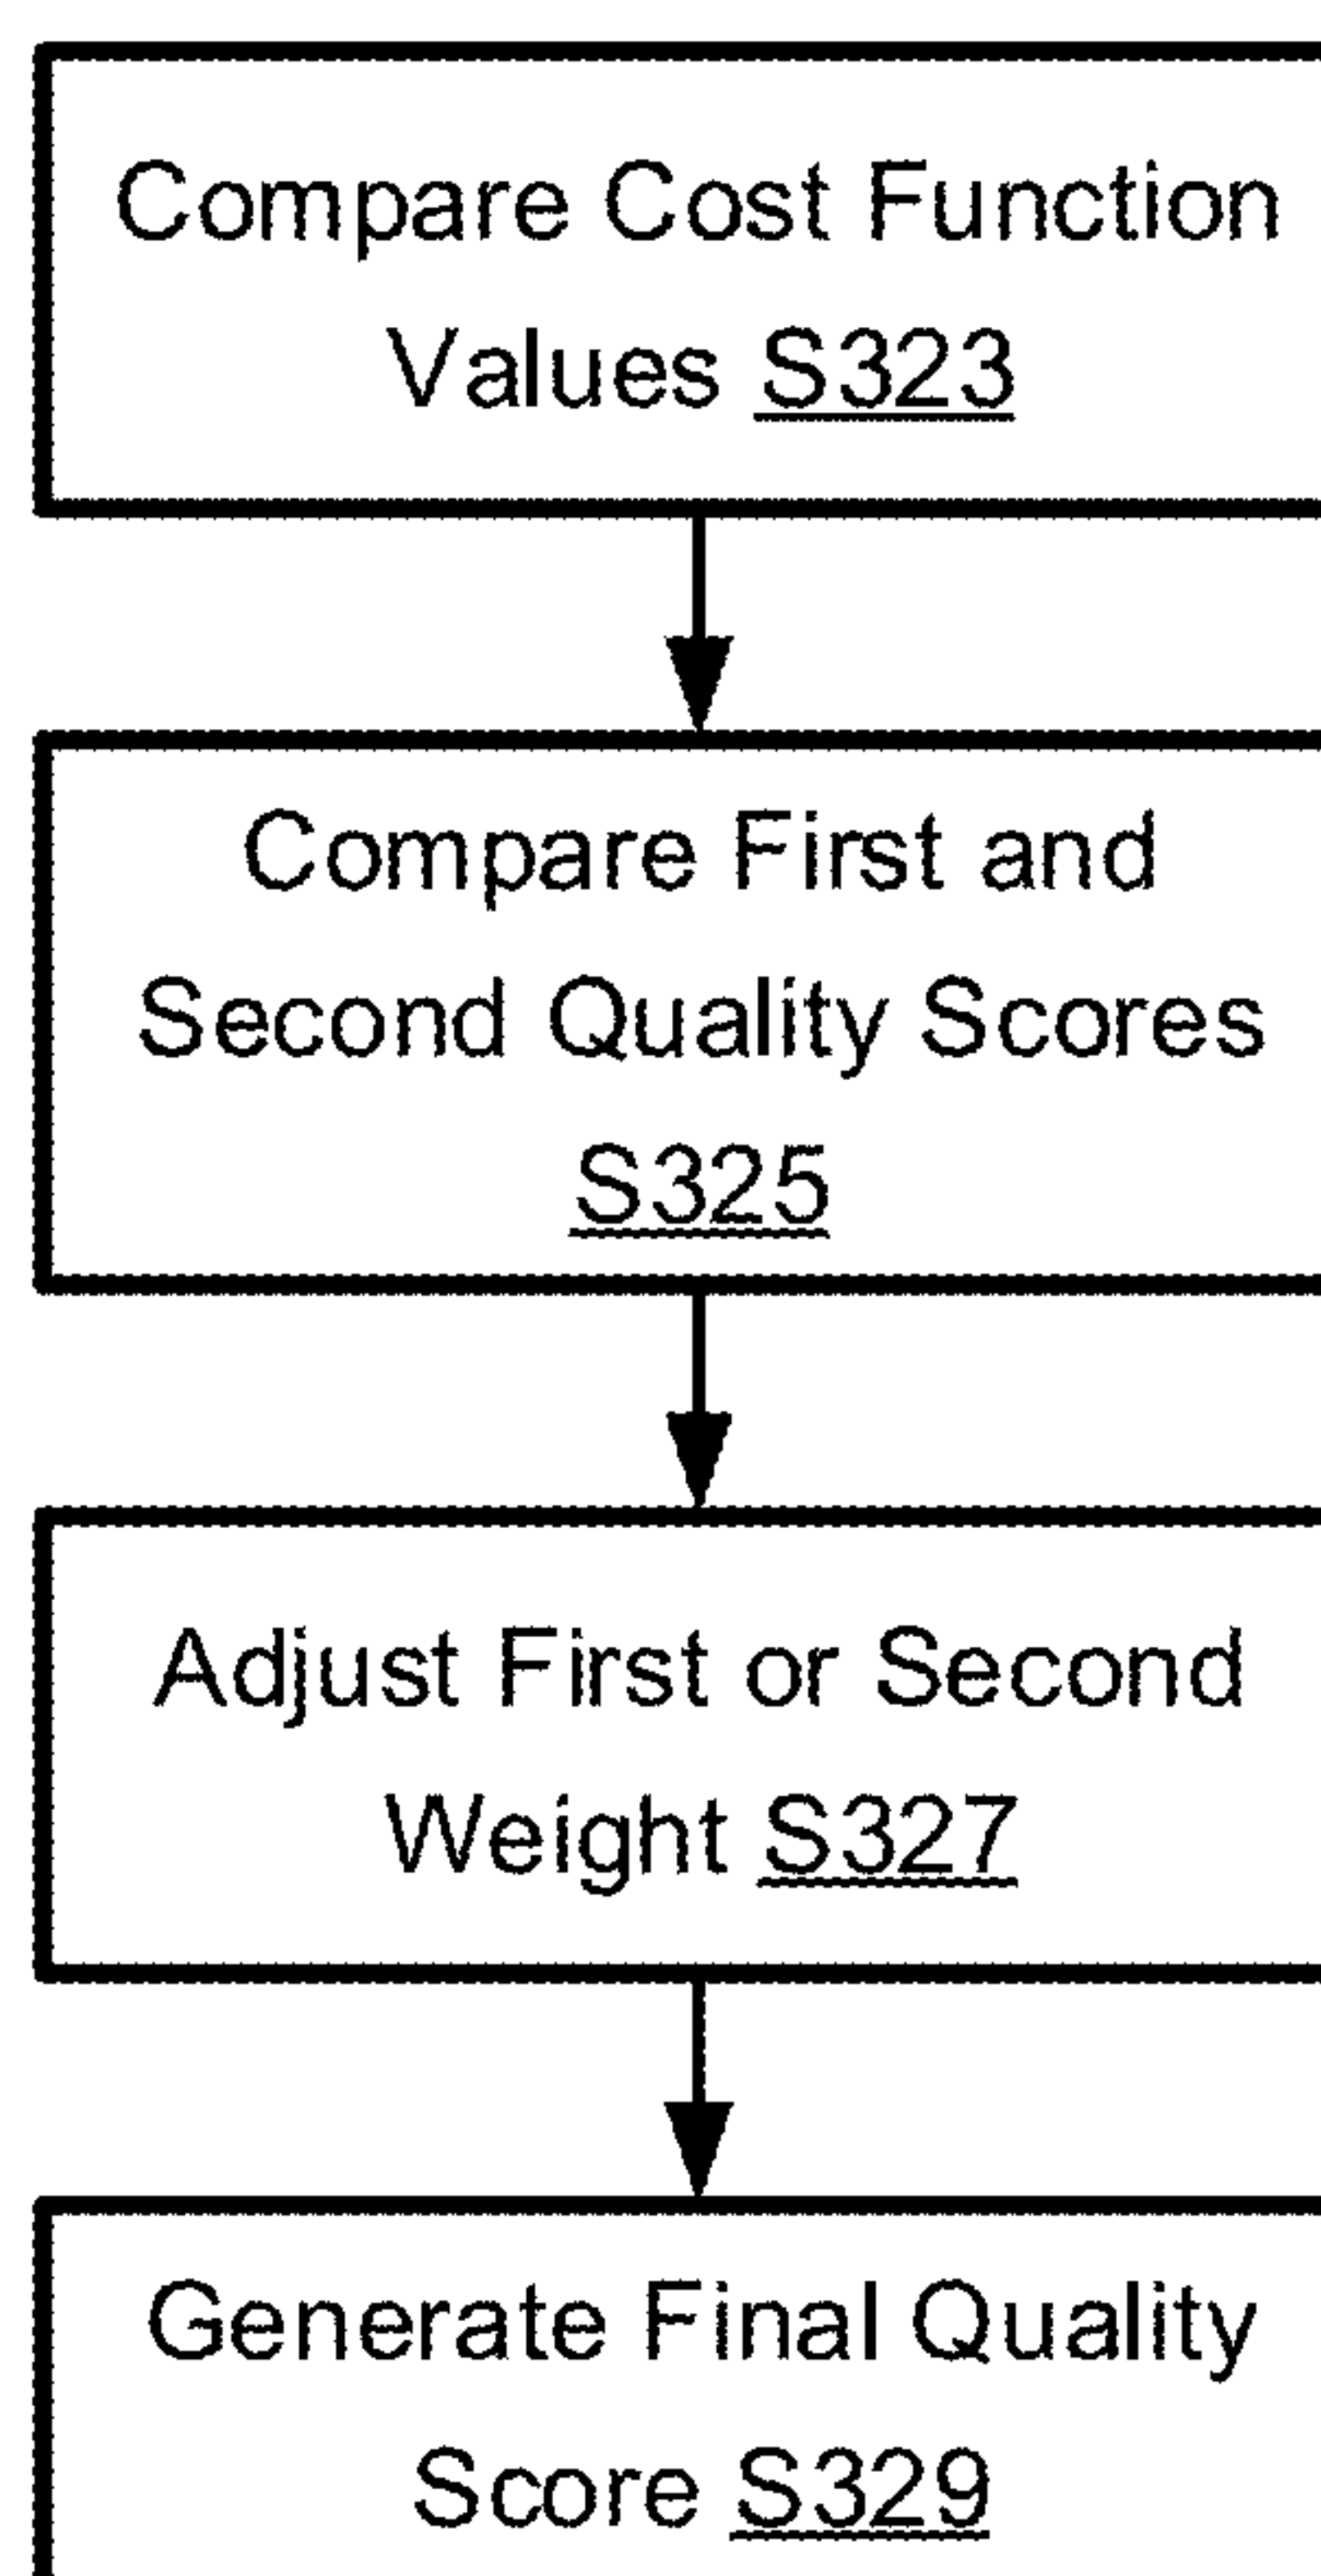 Compare Cost Function
Values S323
Compare First and
Second Quality Scores
S325
Adjust First or Second
Weight S327
Generate Final Quality
Score S329